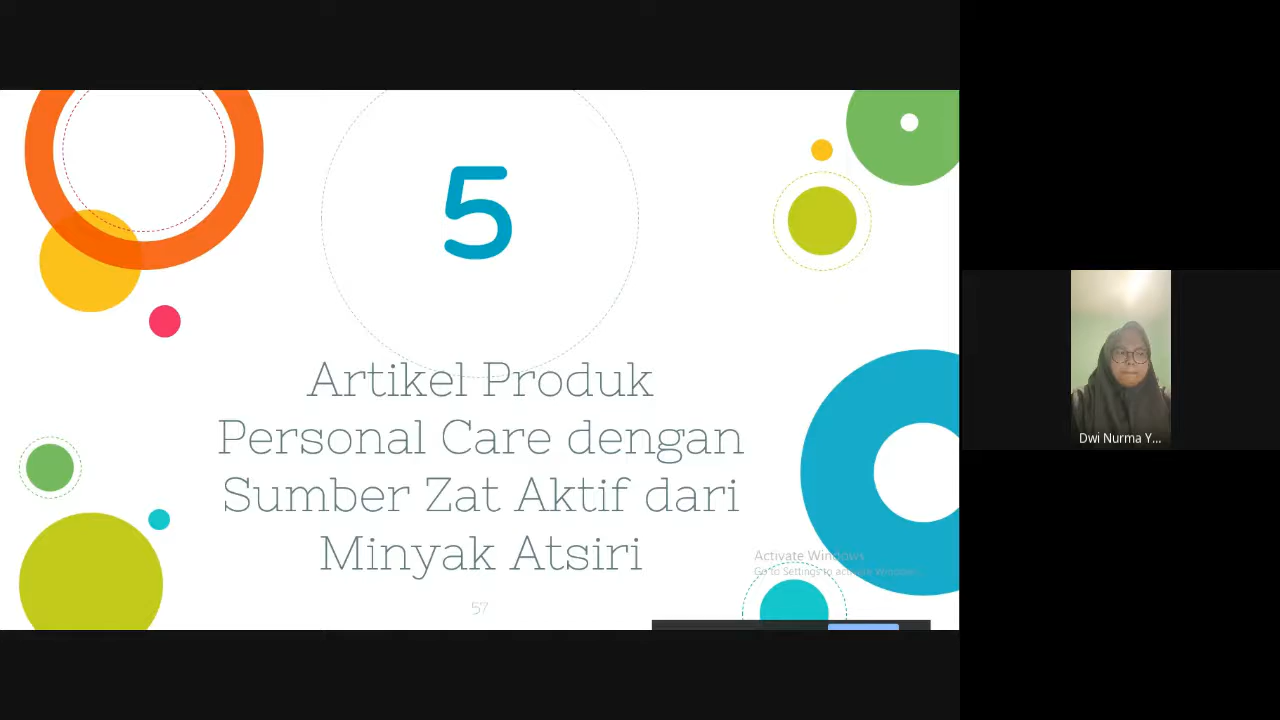 5
Artikel Produk
Personal Care dengan
Sumber Zat Aktif dari
Minyak Atsiri
57
Activate Windows
Go to Settings to activate Windows.
Dwi Nurma Y...